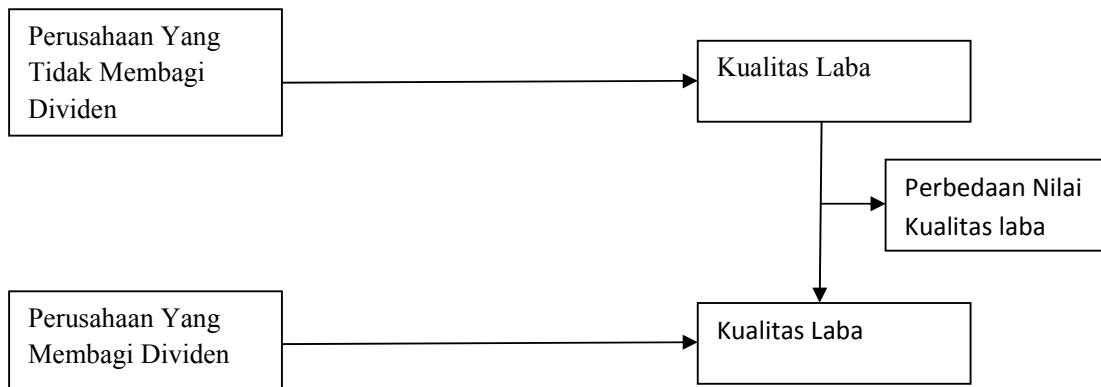 Perusahaan Yang
Tidak Membagi
Dividen
Kualitas Laba
Perbedaan Nilai
Kualitas laba
Perusahaan Yang
Membagi Dividen
Kualitas Laba